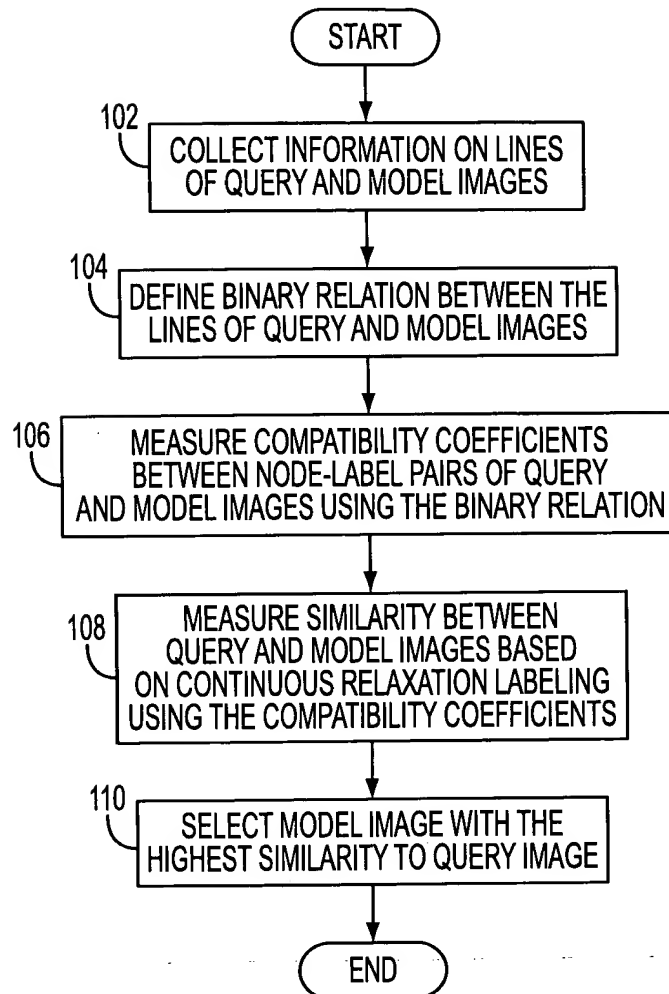 START
102
COLLECT INFORMATION ON LINES
OF QUERY AND MODEL IMAGES
104
DEFINE BINARY RELATION BETWEEN THE
LINES OF QUERY AND MODEL IMAGES
106
MEASURE COMPATIBILITY COEFFICIENTS
BETWEEN NODE-LABEL PAIRS OF QUERY
AND MODEL IMAGES USING THE BINARY RELATION
108
MEASURE SIMILARITY BETWEEN
QUERY AND MODEL IMAGES BASED
ON CONTINUOUS RELAXATION LABELING
USING THE COMPATIBILITY COEFFICIENTS
110
SELECT MODEL IMAGE WITH THE
HIGHEST SIMILARITY TO QUERY IMAGE
END